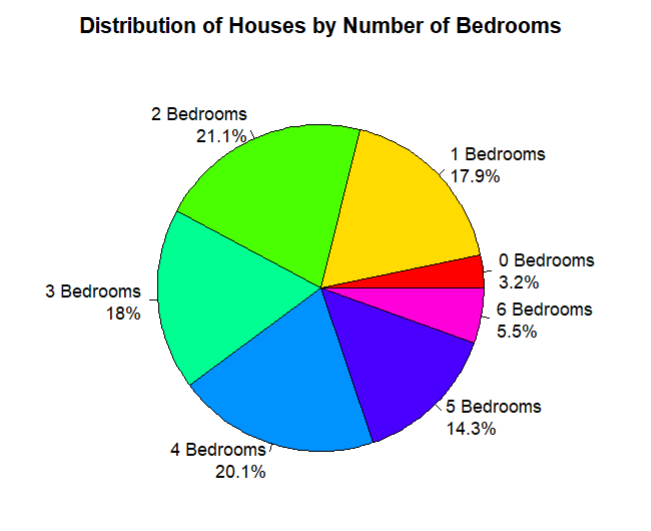 Distribution of Houses by Number of Bedrooms
2 Bedrooms
21.1%
1 Bedrooms
17.9%
0 Bedrooms
3.2%
3 Bedrooms
18%
6 Bedrooms
5.5%
5 Bedrooms
14.3%
4 Bedrooms
20.1%